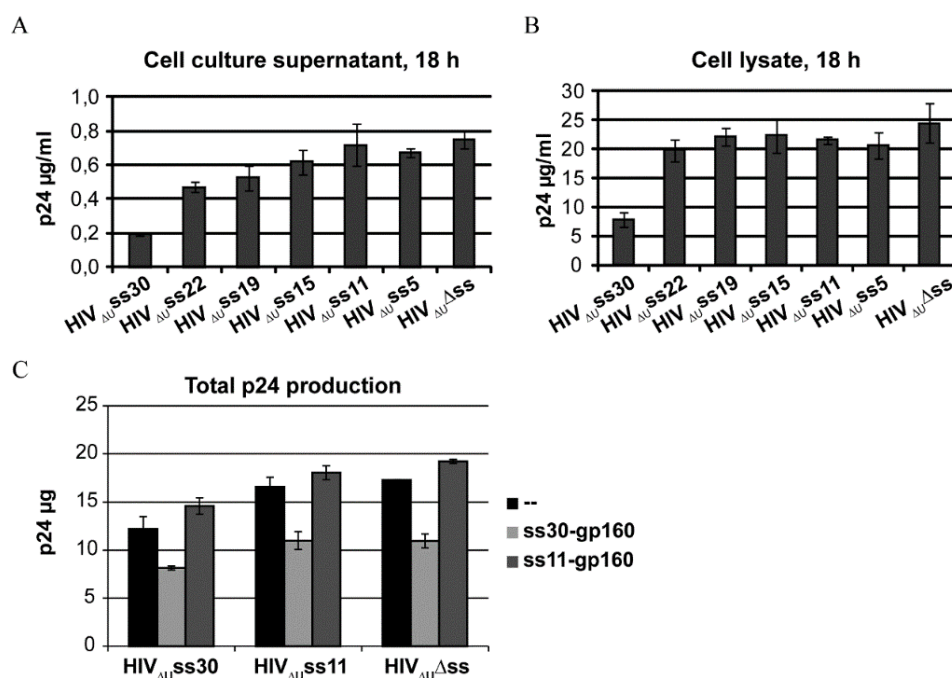 A
Cell culture supernatant, 18 h
p24 µg/ml
1,0
0,8
0,6
0,4
0,2
0,0
HIV ΔU ss30
HIV ΔU ss22
HIV ΔU ss19
HIV ΔU ss15
HIV ΔU ss11
HIV ΔU ss5
HIV ΔU Δss
B
Cell lysate, 18 h
p24 µg/ml
30
25
20
15
10
5
0
HIV ΔU ss30
HIV ΔU ss22
HIV ΔU ss19
HIV ΔU ss15
HIV ΔU ss11
HIV ΔU ss5
HIV ΔU Δss
C
Total p24 production
p24 µg
25
20
15
10
5
0
HIVΔUss30
HIVΔUss11
HIVΔUΔss
--
ss30-gp160
ss11-gp160